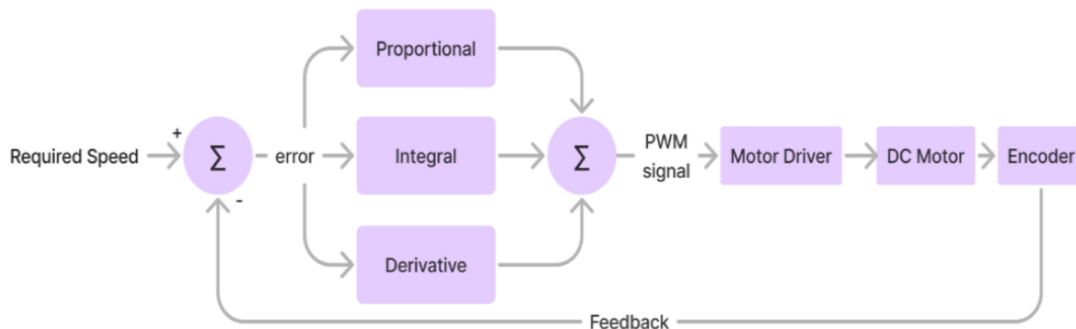 Proportional
+
Required Speed
Σ
error
Integral
Σ
PWM
signal
Motor Driver
DC Motor
Encoder
-
Derivative
Feedback